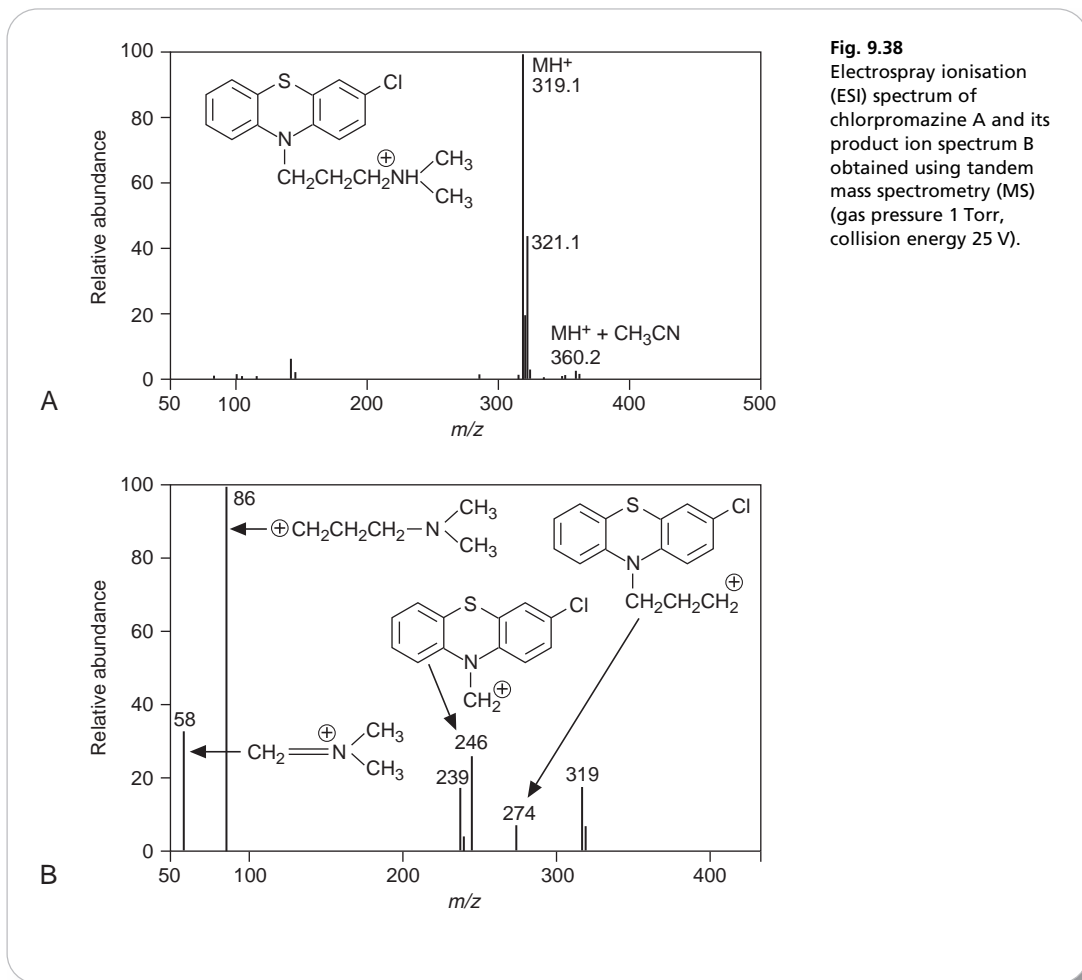 Fig. 9.38
Electrospray ionisation
(ESI) spectrum of
chlorpromazine A and its
product ion spectrum B
obtained using tandem
mass spectrometry (MS)
(gas pressure 1 Torr,
collision energy 25 V).
A
Relative abundance
100
80
60
40
20
0
50
100
200
300
400
500
m/z
S
Cl
N
CH2CH2CH2NH
⊕
CH3
CH3
MH+
319.1
321.1
MH+ + CH3CN
360.2
B
Relative abundance
100
80
60
40
20
0
50
100
200
300
400
m/z
86
⊕CH2CH2CH2—N
CH3
CH3
58
CH2
⊕
N
CH3
CH3
S
Cl
N
CH2
⊕
246
239
S
Cl
N
CH2CH2CH2
⊕
274
319